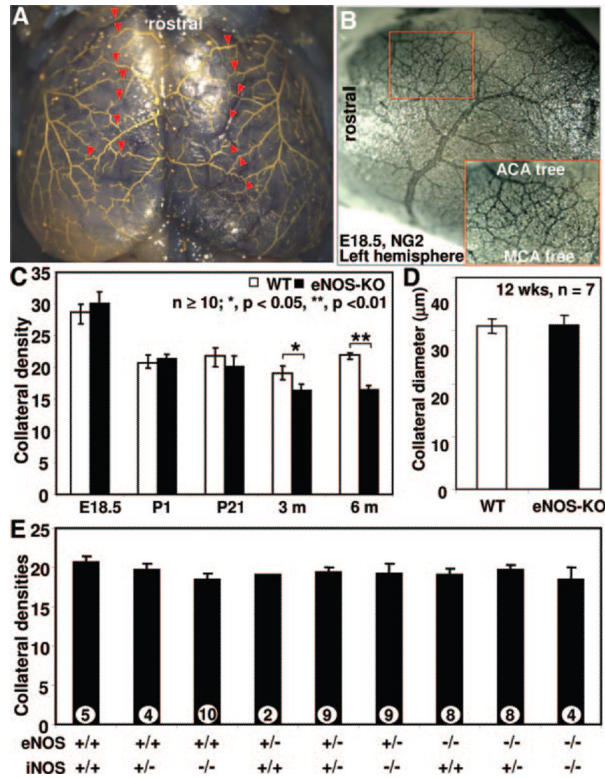 A
rostral
B
rostral
ACA tree
E18.5, NG2
Left hemisphere
MCA tree
C
WT eNOS-KO
n ≥ 10; *, p < 0.05, **, p <0.01
Collateral density
35
30
25
20
15
10
5
0
*
**
E18.5 P1 P21 3 m 6 m
D
12 wks, n = 7
Collateral diameter (µm)
40
30
20
10
0
WT eNOS-KO
E
Collateral densities
25
20
15
10
5
0
5 4 10 2 9 9 8 8 4
eNOS +/+ +/+ +/+ +/- +/- -/- -/- -/- -/-
iNOS +/+ +/- -/- +/+ +/- +/- +/+ +/- -/-